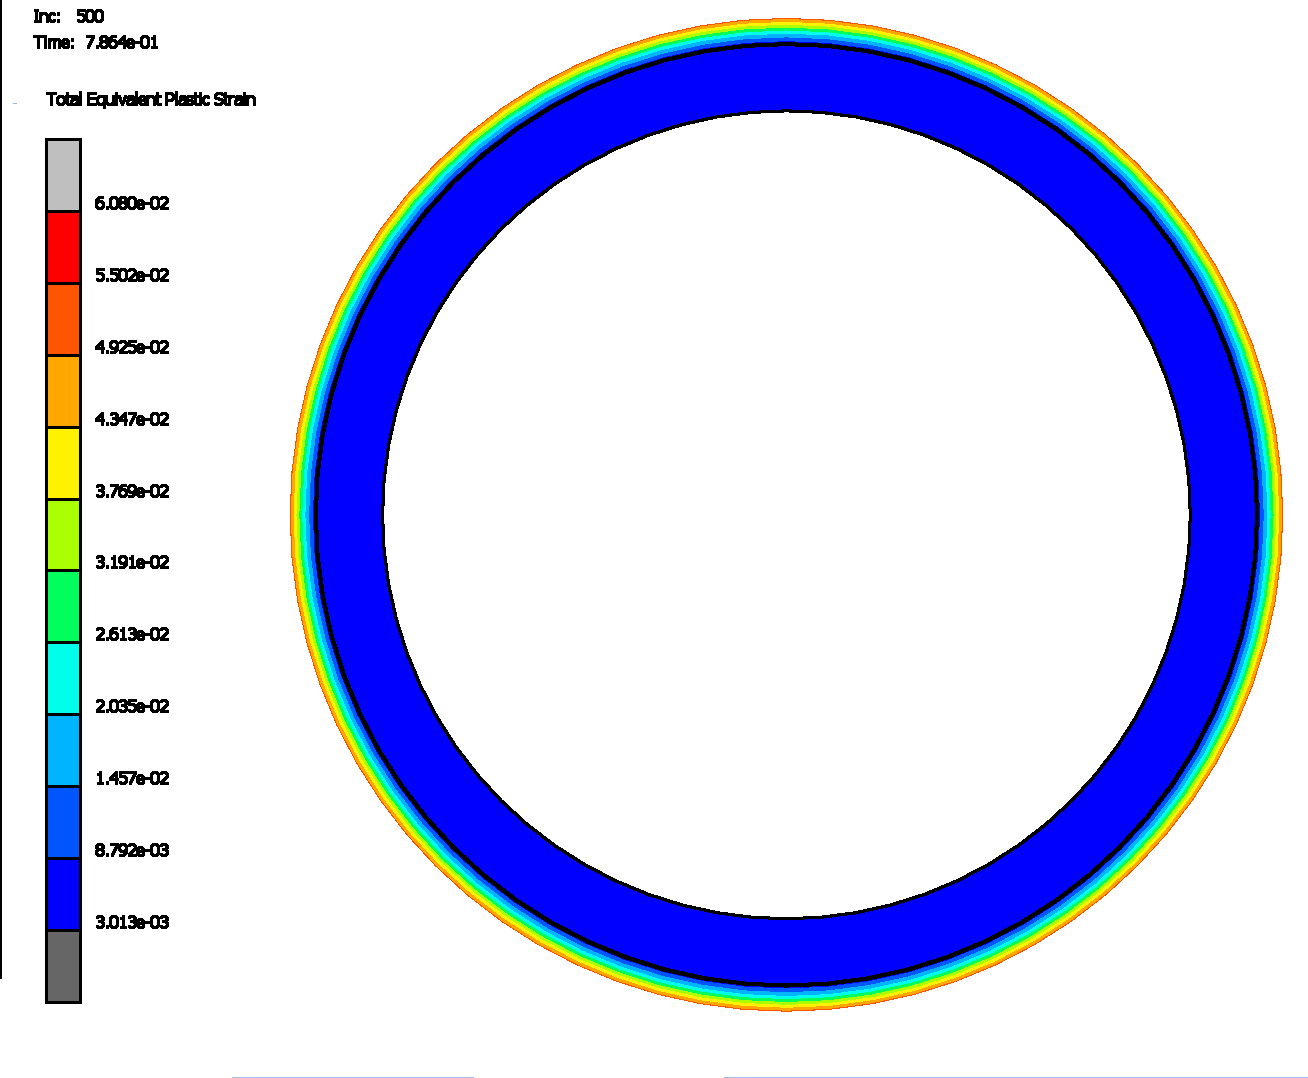 Inc: 500
Time: 7.864e-01
Total Equivalent Plastic Strain
6.080e-02
5.502e-02
4.925e-02
4.347e-02
3.769e-02
3.191e-02
2.613e-02
2.035e-02
1.457e-02
8.792e-03
3.013e-03